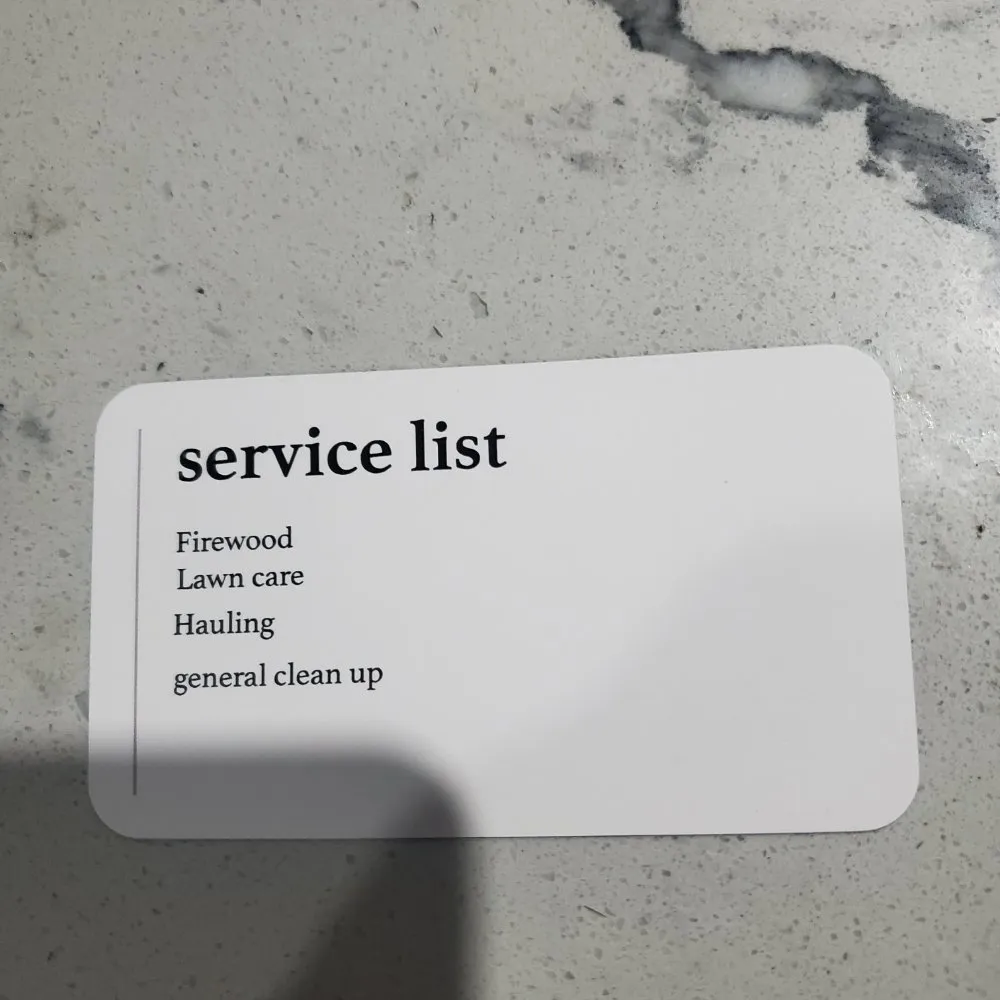 service list
Firewood
Lawn care
Hauling
general clean up